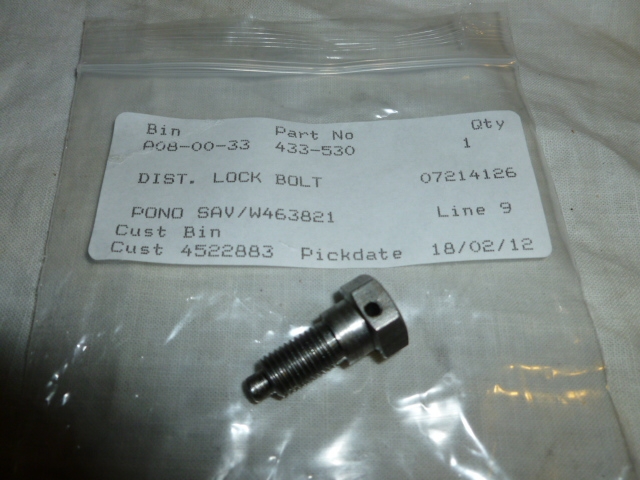 Bin Part No Qty
A08-00-33 433-530 1
DIST. LOCK BOLT 07214126
PONO SAV/W463821 Line 9
Cust Bin
Cust 4522883 Pickdate 18/02/12